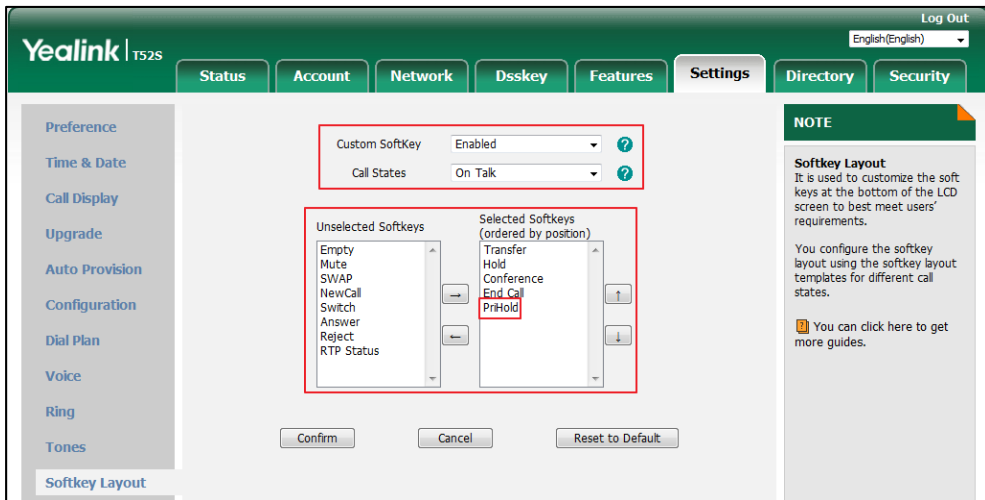 Log Out
English(English)
Yealink | T52S
Status Account Network Dsskey Features Settings Directory Security
Preference
Time & Date
Call Display
Upgrade
Auto Provision
Configuration
Dial Plan
Voice
Ring
Tones
Softkey Layout
Custom SoftKey Enabled ?
Call States On Talk ?
Unselected Softkeys
Empty
Mute
SWAP
NewCall
Switch
Answer
Reject
RTP Status
→
←
Selected Softkeys
(ordered by position)
Transfer
Hold
Conference
End Call
PriHold
↑
↓
Confirm Cancel Reset to Default
NOTE
Softkey Layout
It is used to customize the soft
keys at the bottom of the LCD
screen to best meet users'
requirements.
You configure the softkey
layout using the softkey layout
templates for different call
states.
? You can click here to get
more guides.